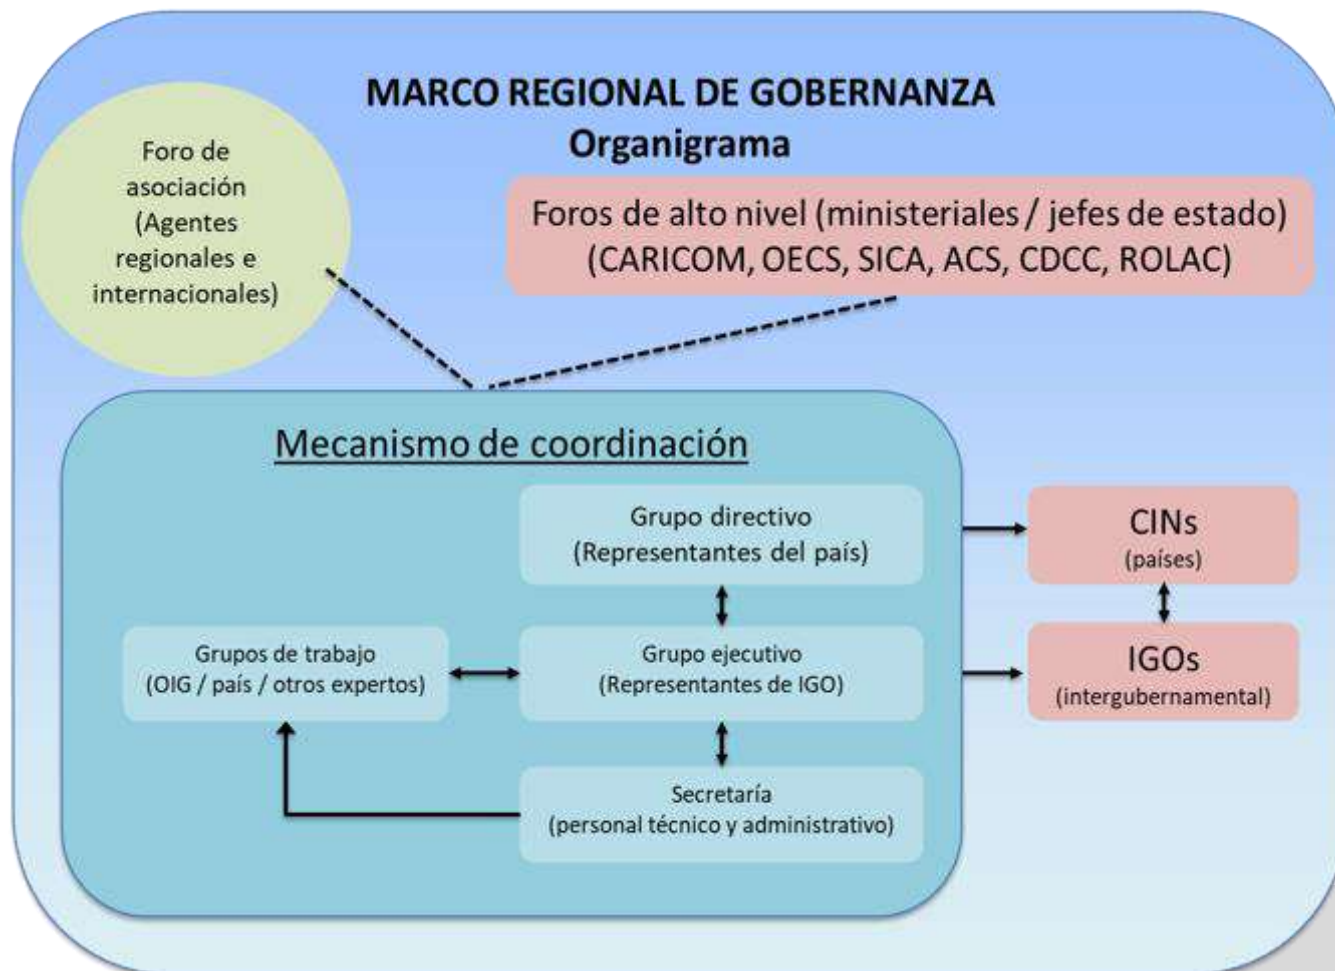 MARCO REGIONAL DE GOBERNANZA
Organigrama
Foro de
asociación
(Agentes
regionales e
internacionales)
Foros de alto nivel (ministeriales / jefes de estado)
(CARICOM, OECS, SICA, ACS, CDCC, ROLAC)
Mecanismo de coordinación
Grupo directivo
(Representantes del país)
CINs
(países)
Grupos de trabajo
(OIG / país / otros expertos)
Grupo ejecutivo
(Representantes de IGO)
IGOs
(intergubernamental)
Secretaría
(personal técnico y administrativo)